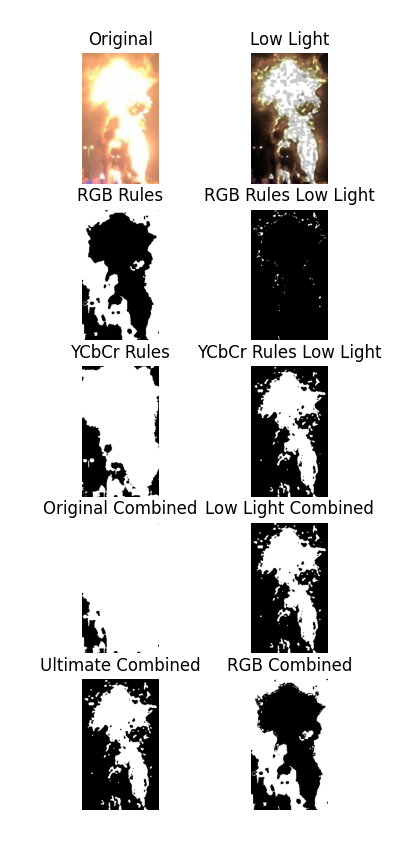 Original
Low Light
RGB Rules
RGB Rules Low Light
YCbCr Rules
YCbCr Rules Low Light
Original Combined
Low Light Combined
Ultimate Combined
RGB Combined